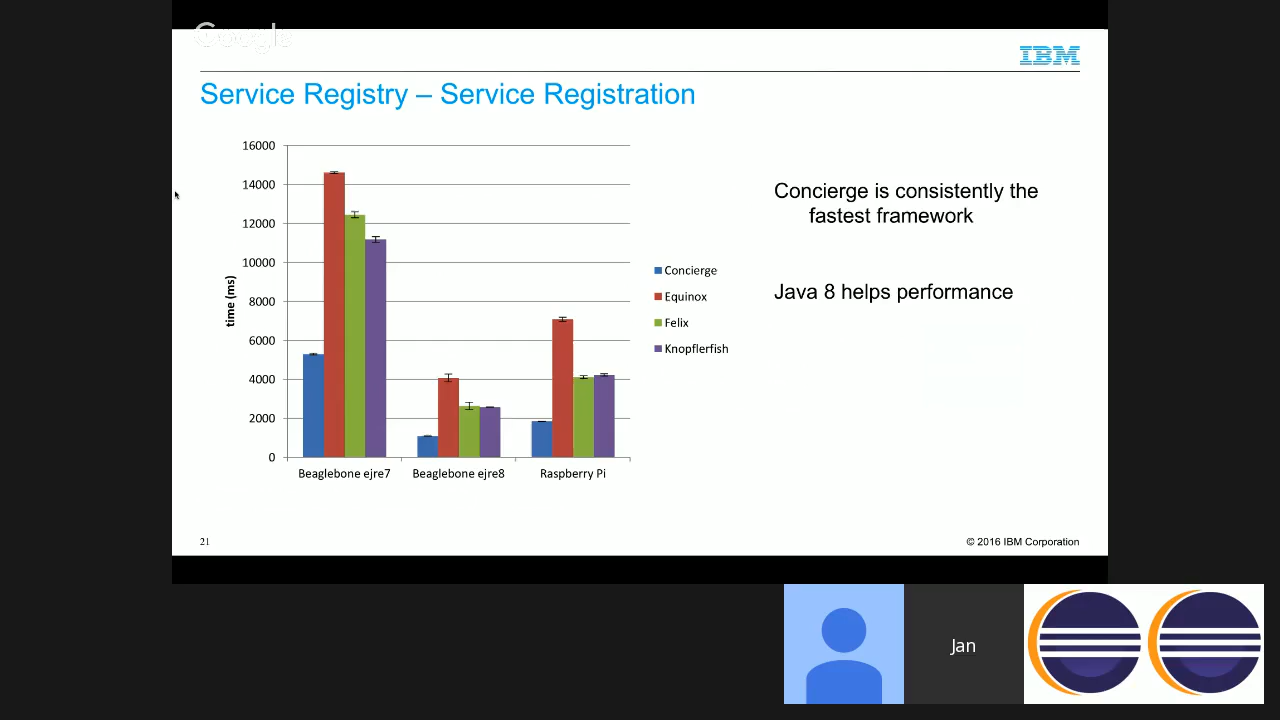 Google
IBM
Service Registry – Service Registration
16000
14000
12000
10000
8000
6000
4000
2000
0
time (ms)
Beaglebone ejre7
Beaglebone ejre8
Raspberry Pi
Concierge
Equinox
Felix
Knopflerfish
Concierge is consistently the
fastest framework
Java 8 helps performance
21
© 2016 IBM Corporation
Jan